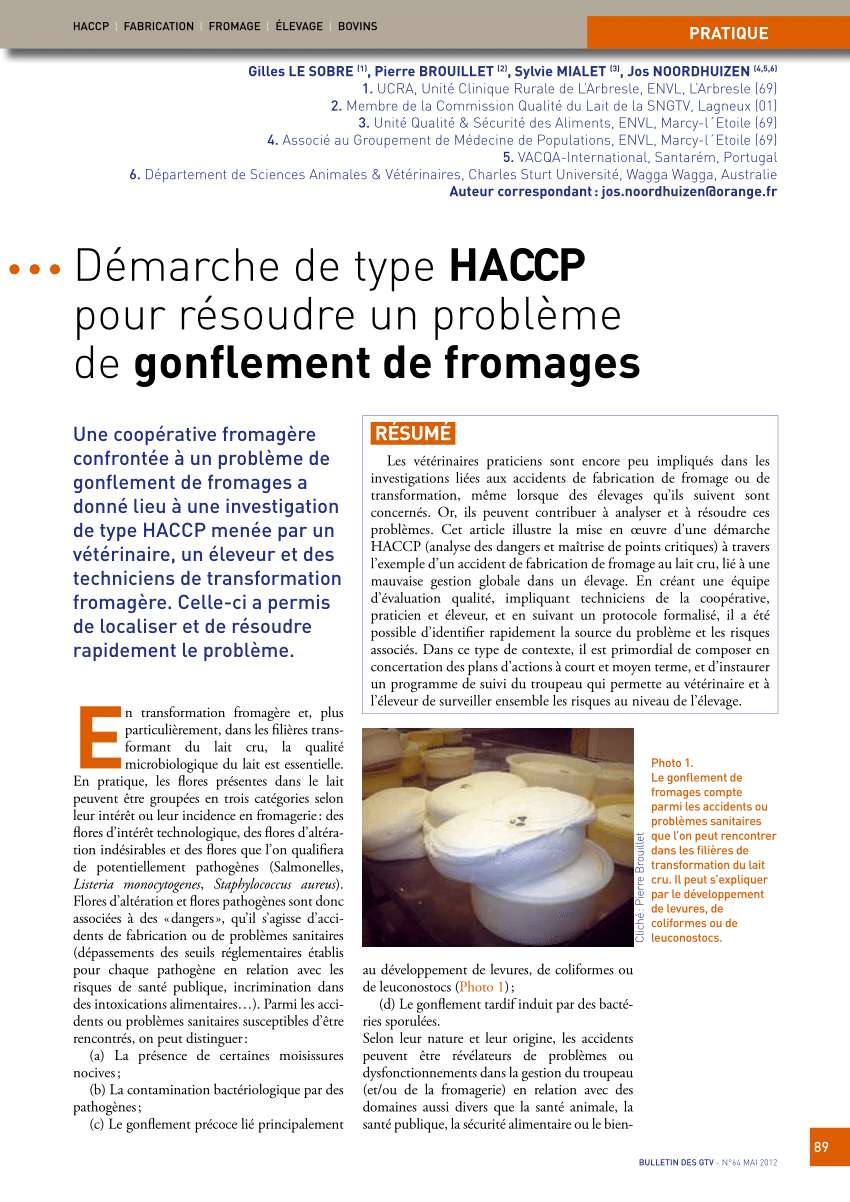 HACCP | FABRICATION | FROMAGE | ÉLEVAGE | BOVINS
PRATIQUE
Gilles LE SOBRE (1), Pierre BROUILLET (2), Sylvie MIALET (3), Jos NOORDHUIZEN (4,5,6)
1. UCRA, Unité Clinique Rurale de L'Arbresle, ENVL, L'Arbresle (69)
2. Membre de la Commission Qualité du Lait de la SNGTV, Lagneux (01)
3. Unité Qualité & Sécurité des Aliments, ENVL, Marcy-l´Etoile (69)
4. Associé au Groupement de Médecine de Populations, ENVL, Marcy-l´Etoile (69)
5. VACQA-International, Santarém, Portugal
6. Département de Sciences Animales & Vétérinaires, Charles Sturt Université, Wagga Wagga, Australie
Auteur correspondant : jos.noordhuizen@orange.fr
Démarche de type HACCP
pour résoudre un problème
de gonflement de fromages
Une coopérative fromagère
confrontée à un problème de
gonflement de fromages a
donné lieu à une investigation
de type HACCP menée par un
vétérinaire, un éleveur et des
techniciens de transformation
fromagère. Celle-ci a permis
de localiser et de résoudre
rapidement le problème.
RÉSUMÉ
Les vétérinaires praticiens sont encore peu impliqués dans les
investigations liées aux accidents de fabrication de fromage ou de
transformation, même lorsque des élevages qu'ils suivent sont
concernés. Or, ils peuvent contribuer à analyser et à résoudre ces
problèmes. Cet article illustre la mise en œuvre d'une démarche
HACCP (analyse des dangers et maîtrise de points critiques) à travers
l'exemple d'un accident de fabrication de fromage au lait cru, lié à une
mauvaise gestion globale dans un élevage. En créant une équipe
d'évaluation qualité, impliquant techniciens de la coopérative,
praticien et éleveur, et en suivant un protocole formalisé, il a été
possible d'identifier rapidement la source du problème et les risques
associés. Dans ce type de contexte, il est primordial de composer en
concertation des plans d'actions à court et moyen terme, et d'instaurer
un programme de suivi du troupeau qui permette au vétérinaire et à
l'éleveur de surveiller ensemble les risques au niveau de l'élevage.
En transformation fromagère et, plus
particulièrement, dans les filières trans-
formant du lait cru, la qualité
microbiologique du lait est essentielle.
En pratique, les flores présentes dans le lait
peuvent être groupées en trois catégories selon
leur intérêt ou leur incidence en fromagerie : des
flores d'intérêt technologique, des flores d'altéra-
tion indésirables et des flores que l'on qualifiera
de potentiellement pathogènes (Salmonelles,
Listeria monocytogenes, Staphylococcus aureus).
Flores d'altération et flores pathogènes sont donc
associées à des « dangers », qu'il s'agisse d'acci-
dents de fabrication ou de problèmes sanitaires
(dépassements des seuils réglementaires établis
pour chaque pathogène en relation avec les
risques de santé publique, incrimination dans
des intoxications alimentaires…). Parmi les acci-
dents ou problèmes sanitaires susceptibles d'être
rencontrés, on peut distinguer :
(a) La présence de certaines moisissures
nocives ;
(b) La contamination bactériologique par des
pathogènes ;
(c) Le gonflement précoce lié principalement
Cliché : Pierre Brouillet
Photo 1.
Le gonflement de
fromages compte
parmi les accidents ou
problèmes sanitaires
que l'on peut rencontrer
dans les filières de
transformation du lait
cru. Il peut s'expliquer
par le développement
de levures, de
coliformes ou de
leuconostocs.
au développement de levures, de coliformes ou
de leuconostocs (Photo 1) ;
(d) Le gonflement tardif induit par des bacté-
ries sporulées.
Selon leur nature et leur origine, les accidents
peuvent être révélateurs de problèmes ou
dysfonctionnements dans la gestion du troupeau
(et/ou de la fromagerie) en relation avec des
domaines aussi divers que la santé animale, la
santé publique, la sécurité alimentaire ou le bien-
BULLETIN DES GTV - N°64 MAI 2012
89